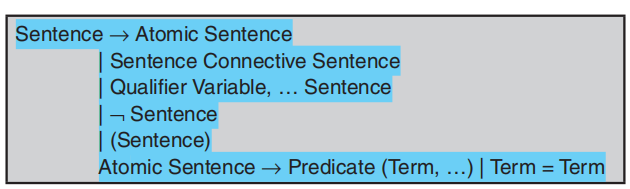 Sentence → Atomic Sentence
| Sentence Connective Sentence
| Qualifier Variable, … Sentence
| ¬ Sentence
| (Sentence)
Atomic Sentence → Predicate (Term, …) | Term = Term